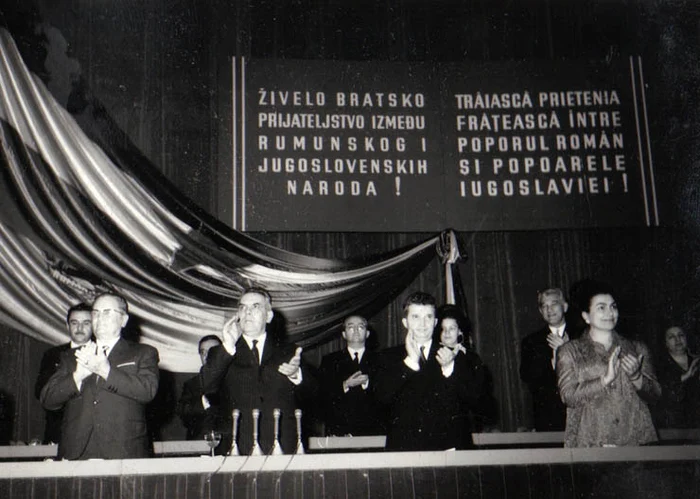 ŽIVELO BRATSKO
PRIJATELJSTVO IZMEĐU
RUMUNSKOG I
JUGOSLOVENSKIH
NARODA !
TRĂIASCĂ PRIETENIA
FRĂȚEASCĂ ÎNTRE
POPORUL ROMÂN
ȘI POPOARELE
IUGOSLAVIEI !